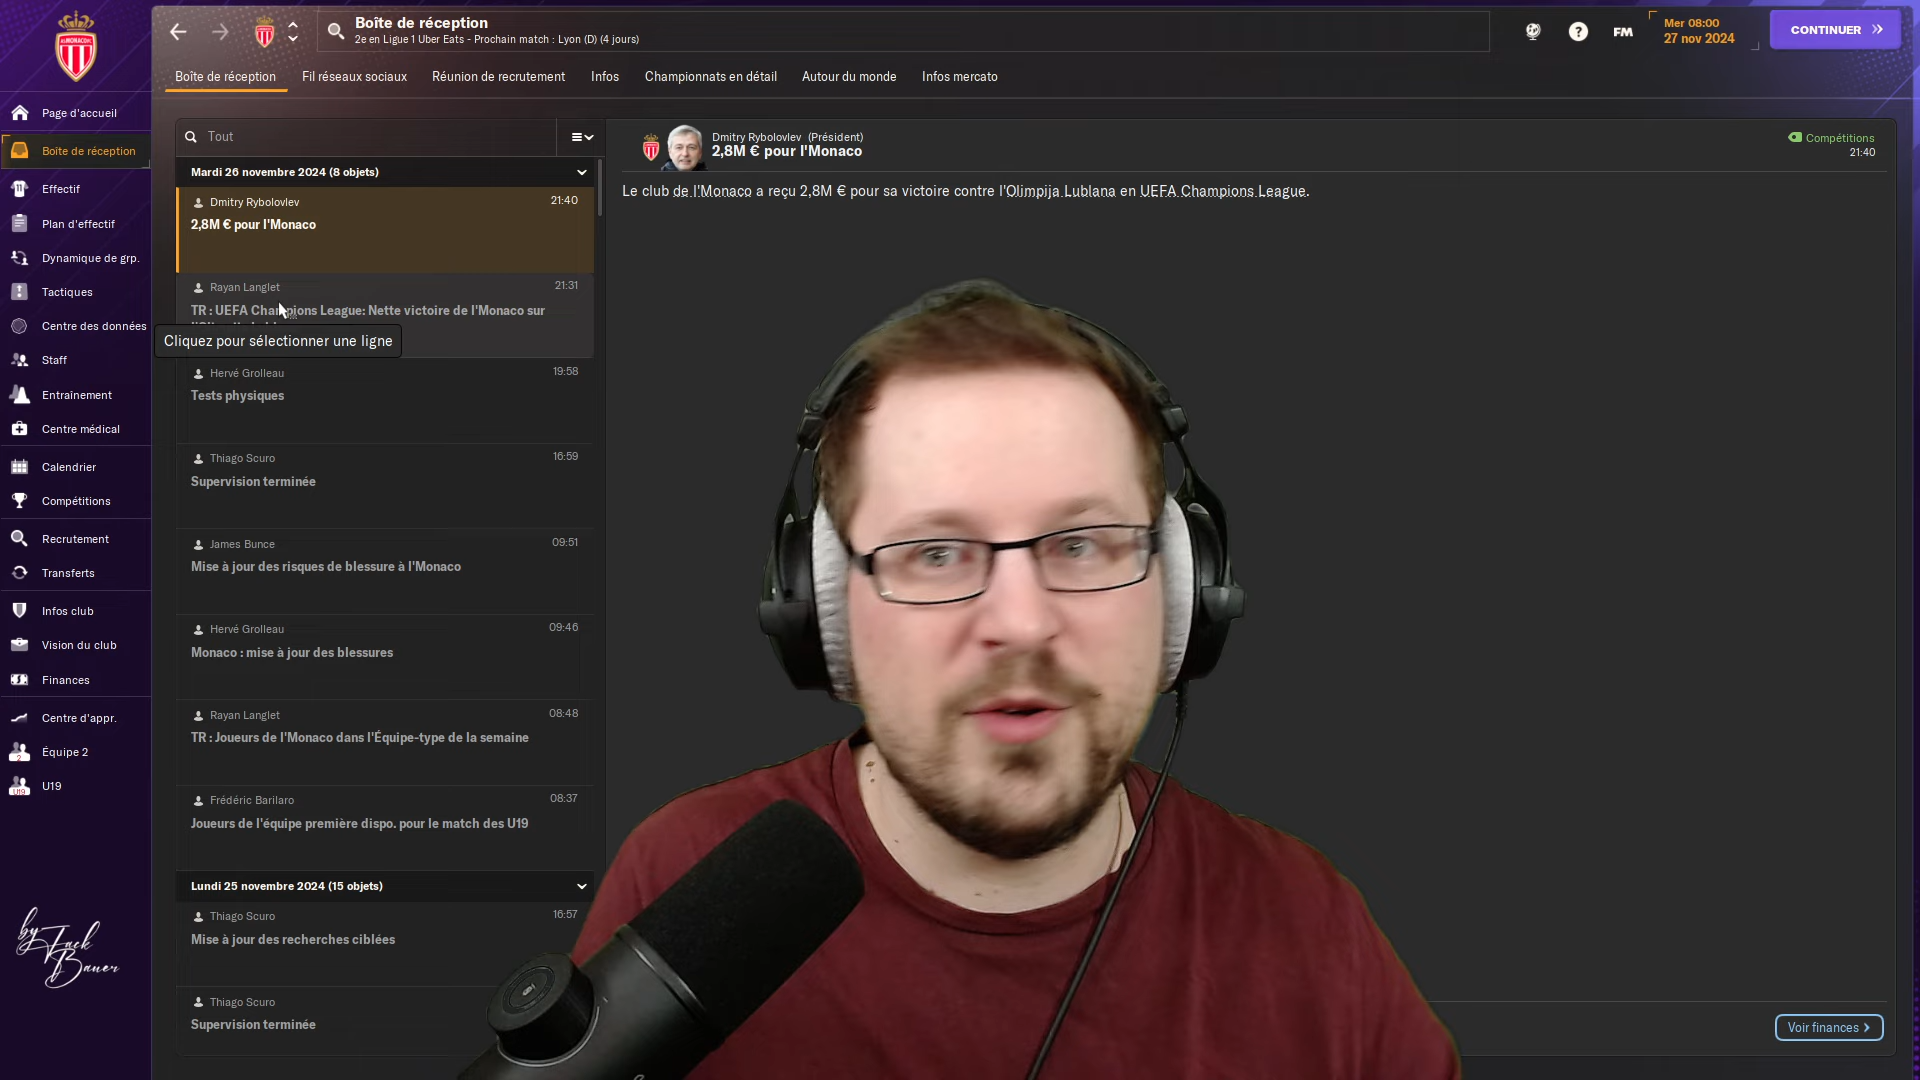 Boîte de réception
2e en Ligue 1 Uber Eats - Prochain match : Lyon (D) (4 jours)
FM
Mer 08:00
27 nov 2024
CONTINUER
Boîte de réception
Fil réseaux sociaux
Réunion de recrutement
Infos
Championnats en détail
Autour du monde
Infos mercato
Page d'accueil
Boîte de réception
Effectif
Plan d'effectif
Dynamique de grp.
Tactiques
Centre des données
Staff
Entraînement
Centre médical
Calendrier
Compétitions
Recrutement
Transferts
Infos club
Vision du club
Finances
Centre d'appr.
Équipe 2
U19
by Jack Bauer
Tout
Mardi 26 novembre 2024 (8 objets)
Dmitry Rybolovlev 21:40
2,8M € pour l'Monaco
Rayan Langlet 21:31
TR : UEFA Champions League: Nette victoire de l'Monaco sur
Cliquez pour sélectionner une ligne
Hervé Grolleau 19:58
Tests physiques
Thiago Scuro 16:59
Supervision terminée
James Bunce 09:51
Mise à jour des risques de blessure à l'Monaco
Hervé Grolleau 09:46
Monaco : mise à jour des blessures
Rayan Langlet 08:48
TR : Joueurs de l'Monaco dans l'Équipe-type de la semaine
Frédéric Barilaro 08:37
Joueurs de l'équipe première dispo. pour le match des U19
Lundi 25 novembre 2024 (15 objets)
Thiago Scuro 16:57
Mise à jour des recherches ciblées
Thiago Scuro
Supervision terminée
Dmitry Rybolovlev (Président)
2,8M € pour l'Monaco
Compétitions
21:40
Le club de l'Monaco a reçu 2,8M € pour sa victoire contre l'Olimpija Lublana en UEFA Champions League.
Voir finances